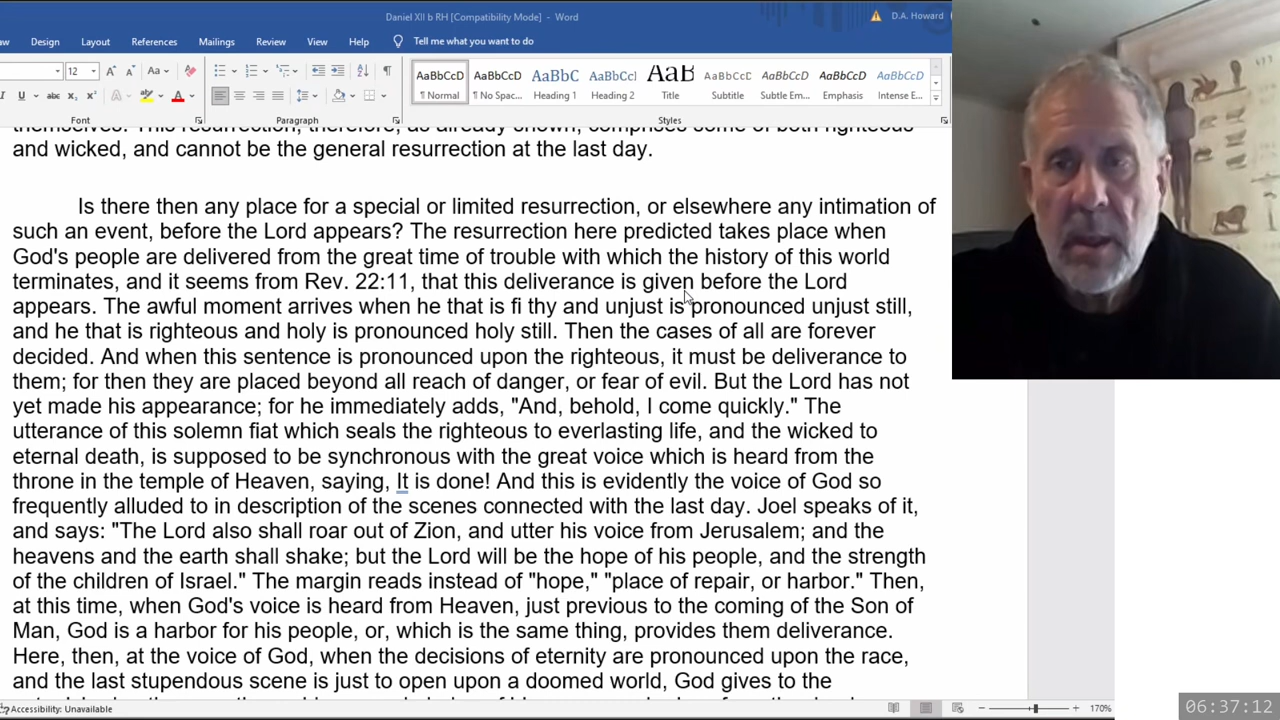 Daniel XII b RH [Compatibility Mode] - Word
D.A. Howard
aw Design Layout References Mailings Review View Help Tell me what you want to do
12 Aa
AaBbCcD AaBbCcD AaBbC AaBbCcl AaB AaBbCcD AaBbCcD AaBbCcD AaBbCcD
¶ Normal ¶ No Spac... Heading 1 Heading 2 Title Subtitle Subtle Em... Emphasis Intense E...
I U abc x₂ x² A A
Font Paragraph Styles
themselves. This resurrection, therefore, as already shown, comprises some of both righteous
and wicked, and cannot be the general resurrection at the last day.
Is there then any place for a special or limited resurrection, or elsewhere any intimation of
such an event, before the Lord appears? The resurrection here predicted takes place when
God's people are delivered from the great time of trouble with which the history of this world
terminates, and it seems from Rev. 22:11, that this deliverance is given before the Lord
appears. The awful moment arrives when he that is fi thy and unjust is pronounced unjust still,
and he that is righteous and holy is pronounced holy still. Then the cases of all are forever
decided. And when this sentence is pronounced upon the righteous, it must be deliverance to
them; for then they are placed beyond all reach of danger, or fear of evil. But the Lord has not
yet made his appearance; for he immediately adds, "And, behold, I come quickly." The
utterance of this solemn fiat which seals the righteous to everlasting life, and the wicked to
eternal death, is supposed to be synchronous with the great voice which is heard from the
throne in the temple of Heaven, saying, It is done! And this is evidently the voice of God so
frequently alluded to in description of the scenes connected with the last day. Joel speaks of it,
and says: "The Lord also shall roar out of Zion, and utter his voice from Jerusalem; and the
heavens and the earth shall shake; but the Lord will be the hope of his people, and the strength
of the children of Israel." The margin reads instead of "hope," "place of repair, or harbor." Then,
at this time, when God's voice is heard from Heaven, just previous to the coming of the Son of
Man, God is a harbor for his people, or, which is the same thing, provides them deliverance.
Here, then, at the voice of God, when the decisions of eternity are pronounced upon the race,
and the last stupendous scene is just to open upon a doomed world, God gives to the
Accessibility: Unavailable
170%
06:37:12